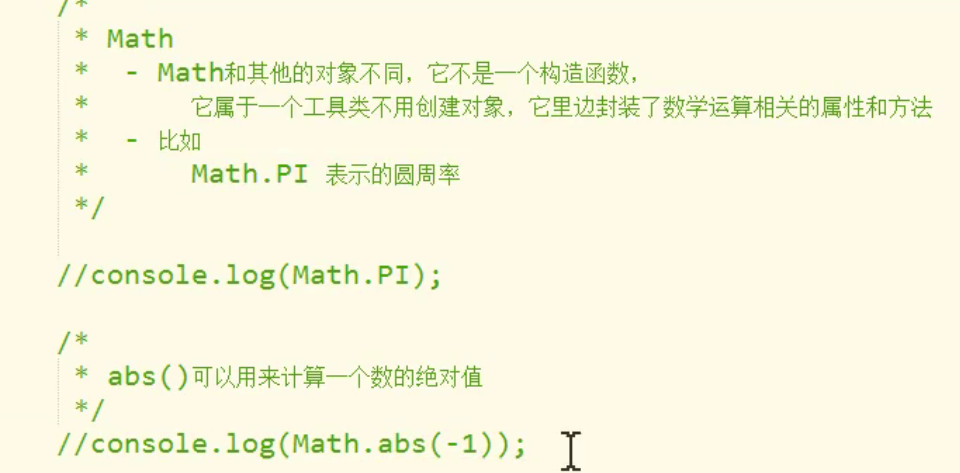 /*
* Math
* - Math和其他的对象不同，它不是一个构造函数，
* 它属于一个工具类不用创建对象，它里边封装了数学运算相关的属性和方法
* - 比如
* Math.PI 表示的圆周率
*/
//console.log(Math.PI);
/*
* abs()可以用来计算一个数的绝对值
*/
//console.log(Math.abs(-1));